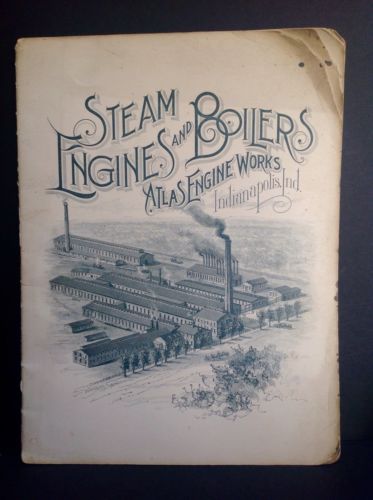 STEAM
ENGINES AND BOILERS
ATLAS ENGINE WORKS
Indianapolis, Ind.